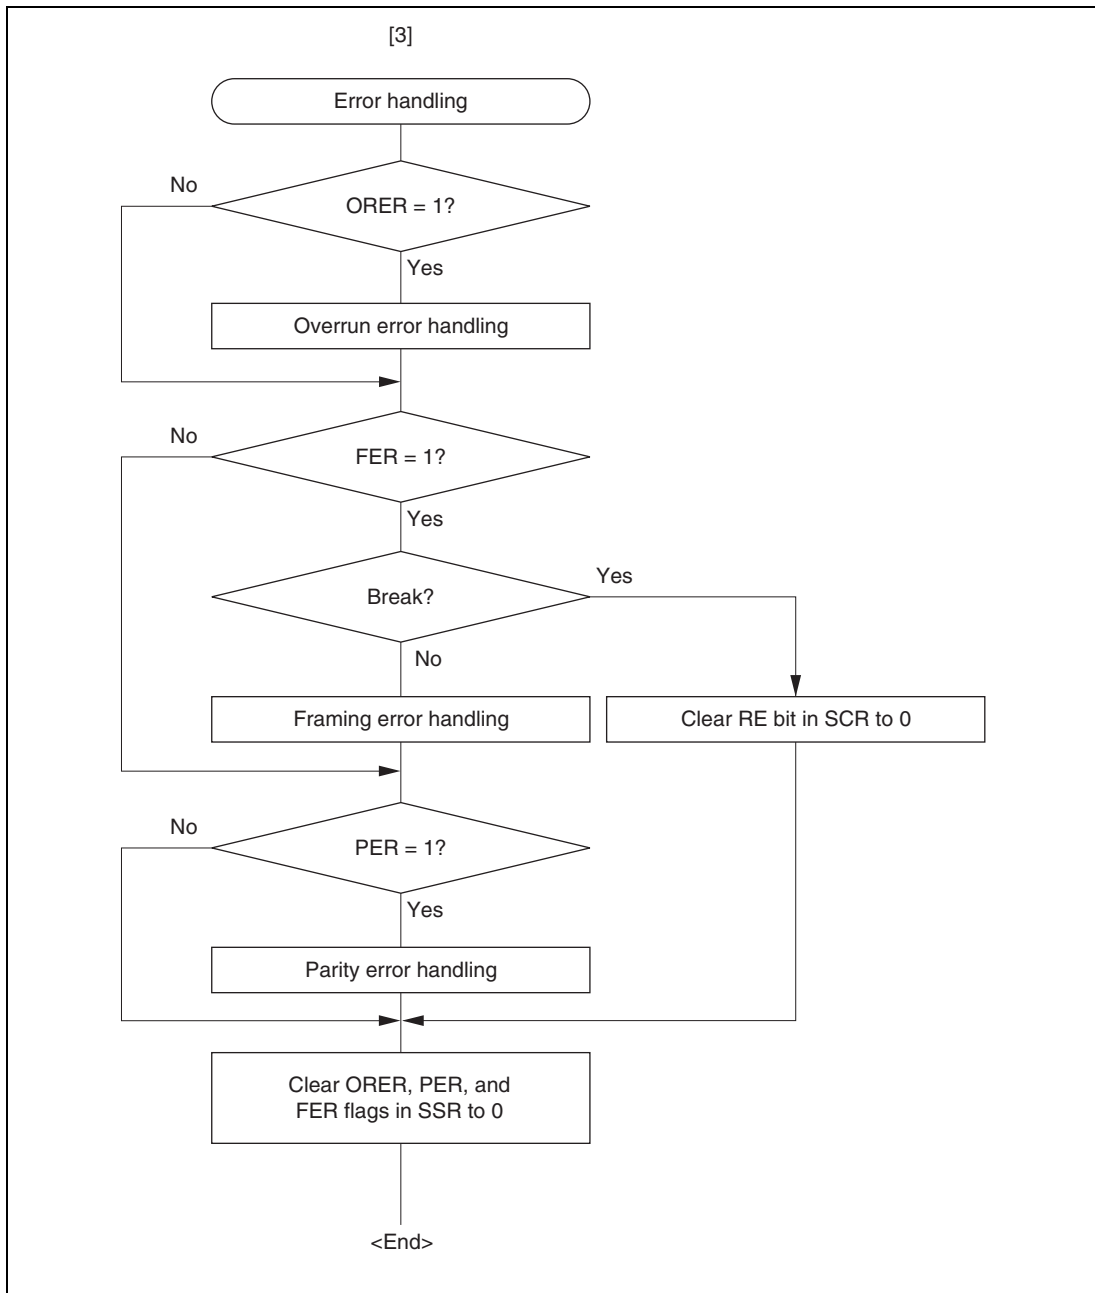 [3]
Error handling
No
ORER = 1?
Yes
Overrun error handling
No
FER = 1?
Yes
Break?
Yes
No
Framing error handling
Clear RE bit in SCR to 0
No
PER = 1?
Yes
Parity error handling
Clear ORER, PER, and
FER flags in SSR to 0
<End>